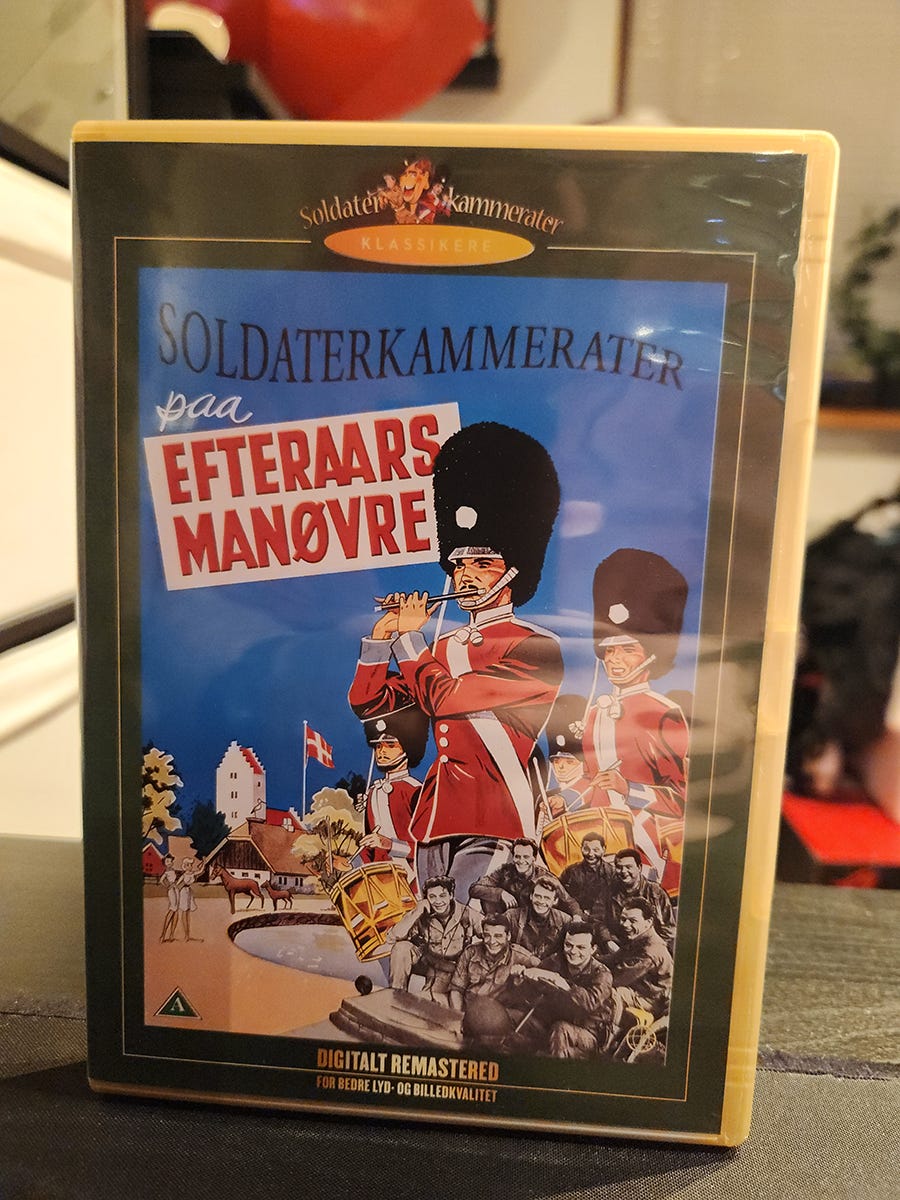 Soldaterkammerater
KLASSIKERE
SOLDATERKAMMERATER
paa
EFTERAARS
MANØVRE
A
DIGITALT REMASTERED
FOR BEDRE LYD- OG BILLEDKVALITET